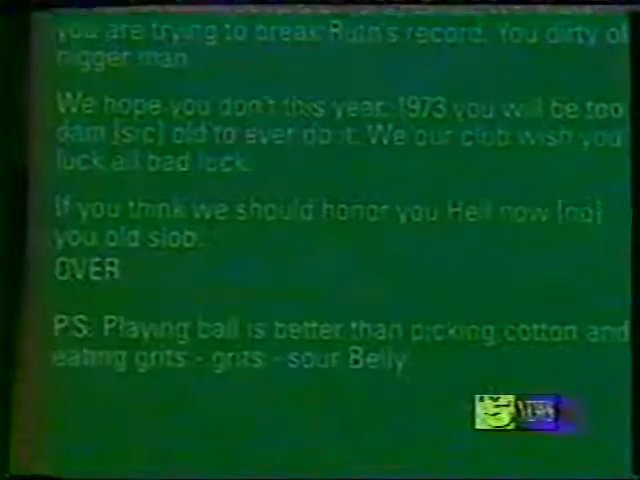 you are trying to break Ruth's record. You dirty ol
nigger man
We hope you don't this year. 1973 you will be too
dam [sic] old to ever do it. We our club wish you
luck all bad luck.
If you think we should honor you Hell now [no]
you old slob.
OVER
PS. Playing ball is better than picking cotton and
eating grits - grits - sour Belly
5 NEWS